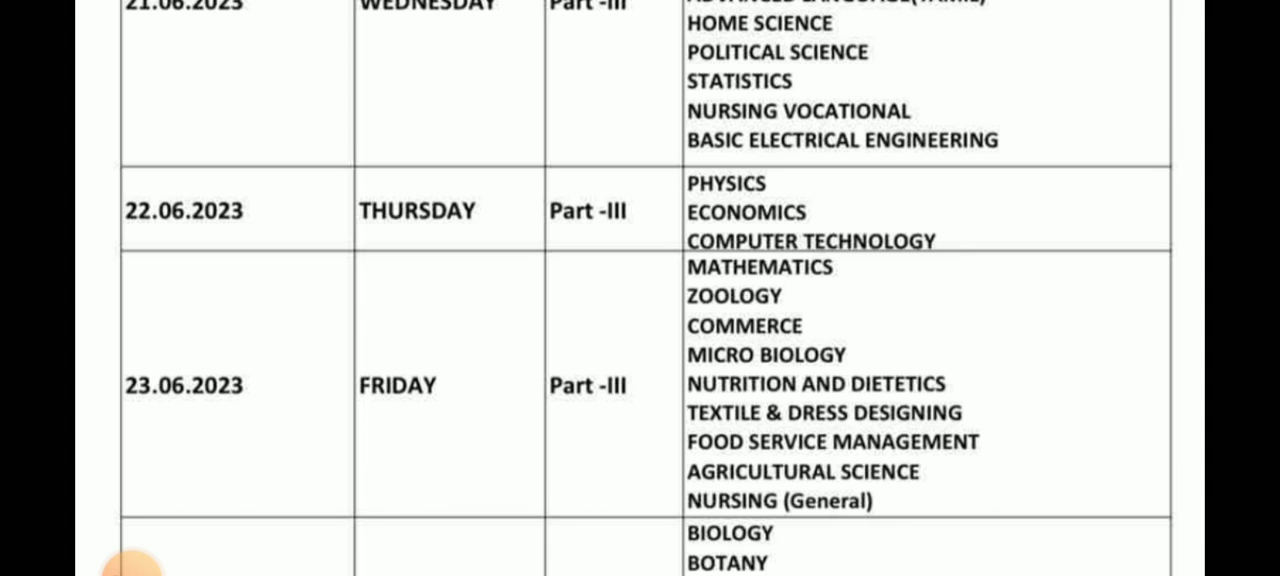 21.06.2023 WEDNESDAY Part -III ADVANCED LANGUAGE(TAMIL)
HOME SCIENCE
POLITICAL SCIENCE
STATISTICS
NURSING VOCATIONAL
BASIC ELECTRICAL ENGINEERING
PHYSICS
22.06.2023 THURSDAY Part -III ECONOMICS
COMPUTER TECHNOLOGY
MATHEMATICS
ZOOLOGY
COMMERCE
MICRO BIOLOGY
23.06.2023 FRIDAY Part -III NUTRITION AND DIETETICS
TEXTILE & DRESS DESIGNING
FOOD SERVICE MANAGEMENT
AGRICULTURAL SCIENCE
NURSING (General)
BIOLOGY
BOTANY